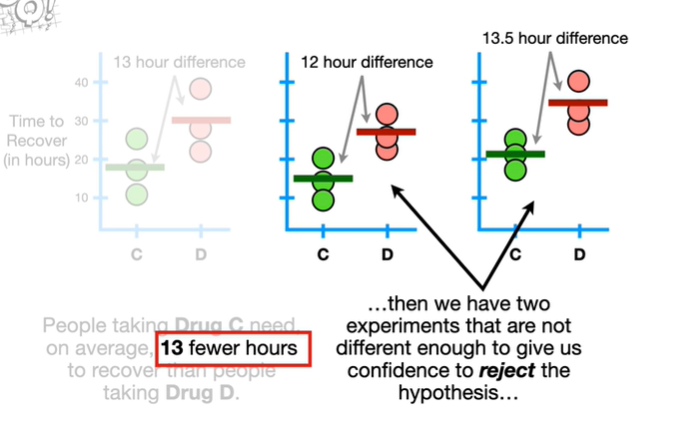 13.5 hour difference
13 hour difference
12 hour difference
40
30
20
10
Time to
Recover
(in hours)
C
D
C
D
C
D
People taking Drug C need,
on average, 13 fewer hours
to recover than people
taking Drug D.
...then we have two
experiments that are not
different enough to give us
confidence to reject the
hypothesis...